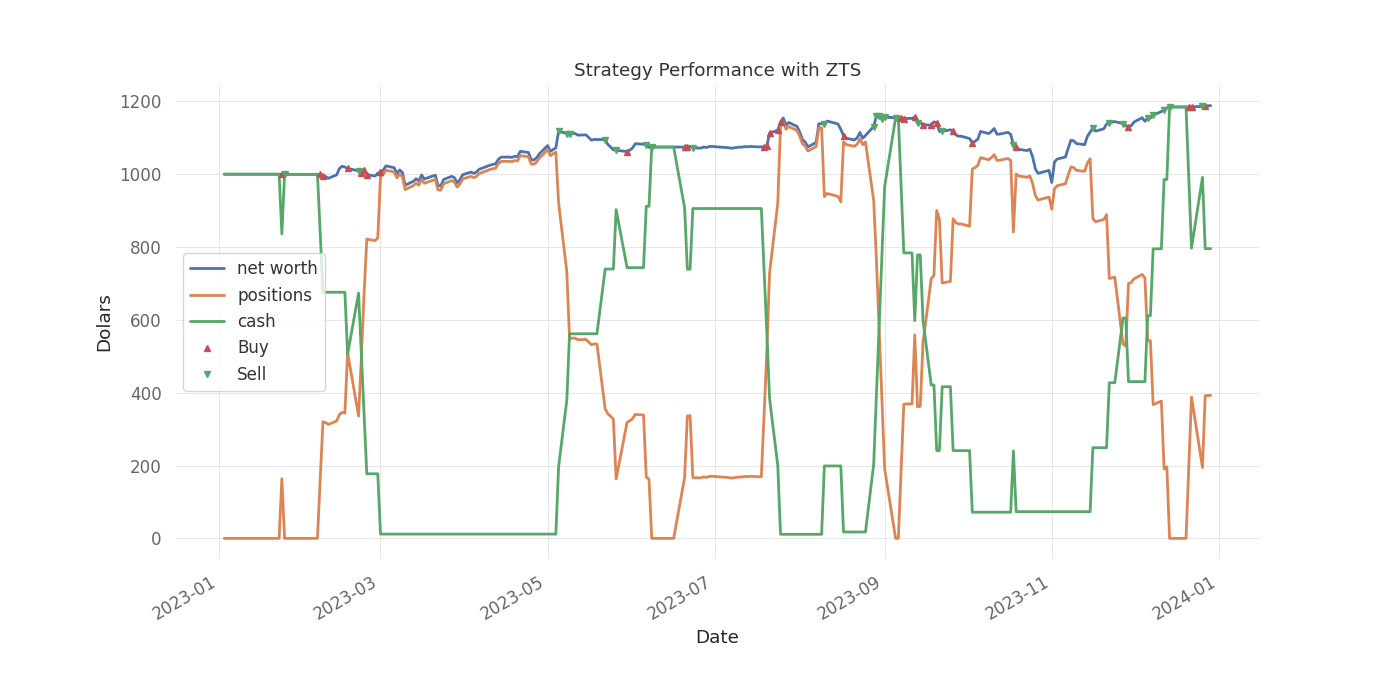 Strategy Performance with ZTS
1200
1000
800
600
400
200
0
Dolars
net worth
positions
cash
Buy
Sell
2023-01
2023-03
2023-05
2023-07
2023-09
2023-11
2024-01
Date